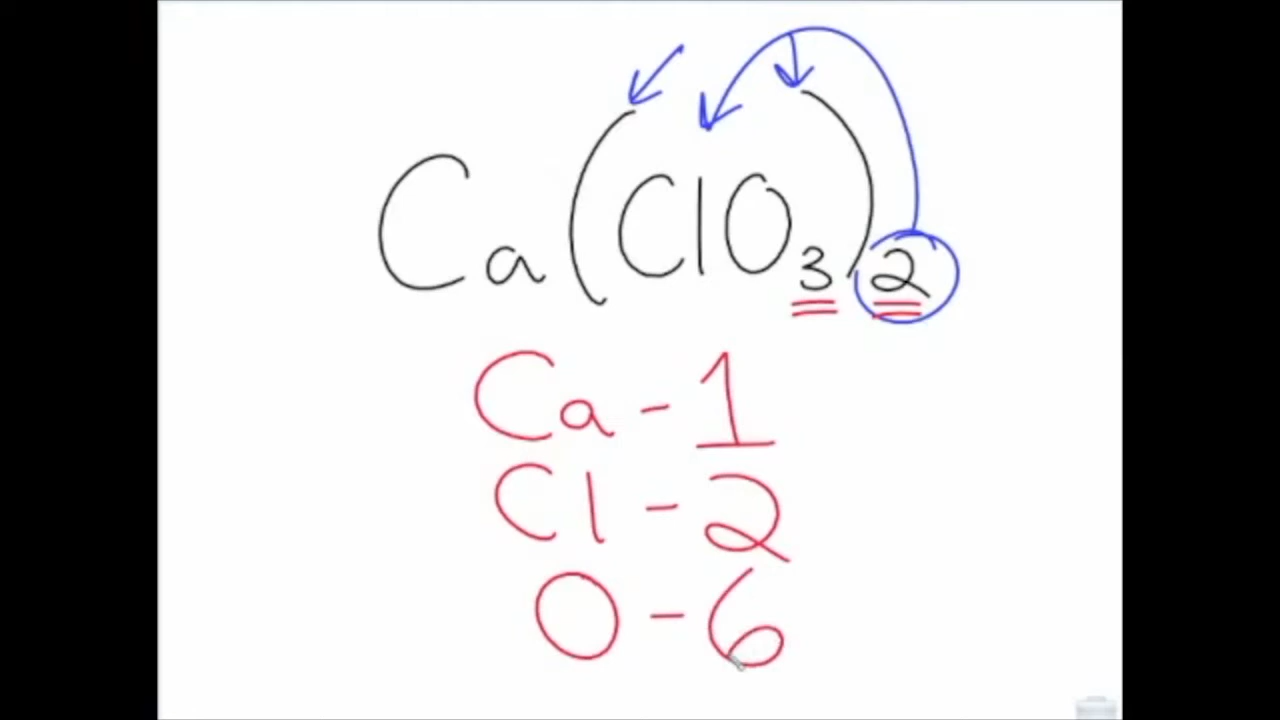 Ca(ClO₃)₂
Ca - 1
Cl - 2
O - 6